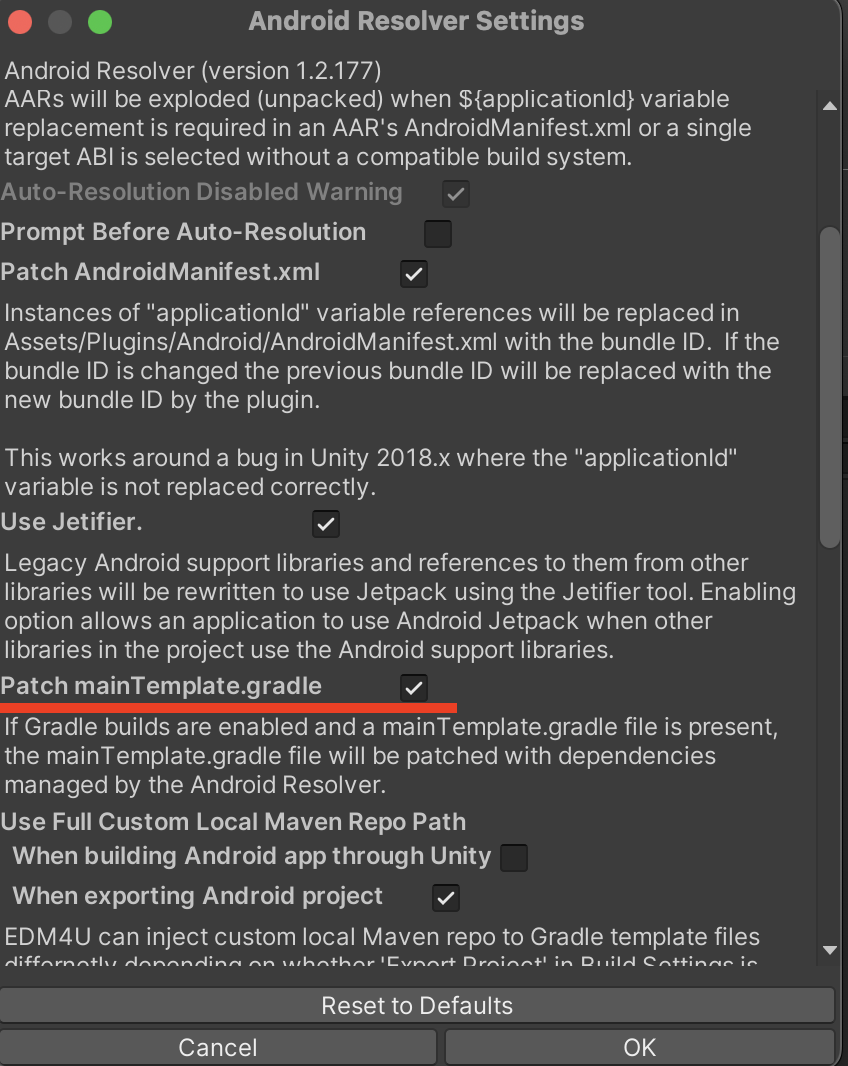 Android Resolver Settings
Android Resolver (version 1.2.177)
AARs will be exploded (unpacked) when ${applicationId} variable
replacement is required in an AAR's AndroidManifest.xml or a single
target ABI is selected without a compatible build system.
Auto-Resolution Disabled Warning
Prompt Before Auto-Resolution
Patch AndroidManifest.xml
Instances of "applicationId" variable references will be replaced in
Assets/Plugins/Android/AndroidManifest.xml with the bundle ID.  If the
bundle ID is changed the previous bundle ID will be replaced with the
new bundle ID by the plugin.
This works around a bug in Unity 2018.x where the "applicationId"
variable is not replaced correctly.
Use Jetifier.
Legacy Android support libraries and references to them from other
libraries will be rewritten to use Jetpack using the Jetifier tool. Enabling
option allows an application to use Android Jetpack when other
libraries in the project use the Android support libraries.
Patch mainTemplate.gradle
If Gradle builds are enabled and a mainTemplate.gradle file is present,
the mainTemplate.gradle file will be patched with dependencies
managed by the Android Resolver.
Use Full Custom Local Maven Repo Path
When building Android app through Unity
When exporting Android project
EDM4U can inject custom local Maven repo to Gradle template files
differnetly depending on whether 'Export Project' in Build Settings is
Reset to Defaults
Cancel
OK